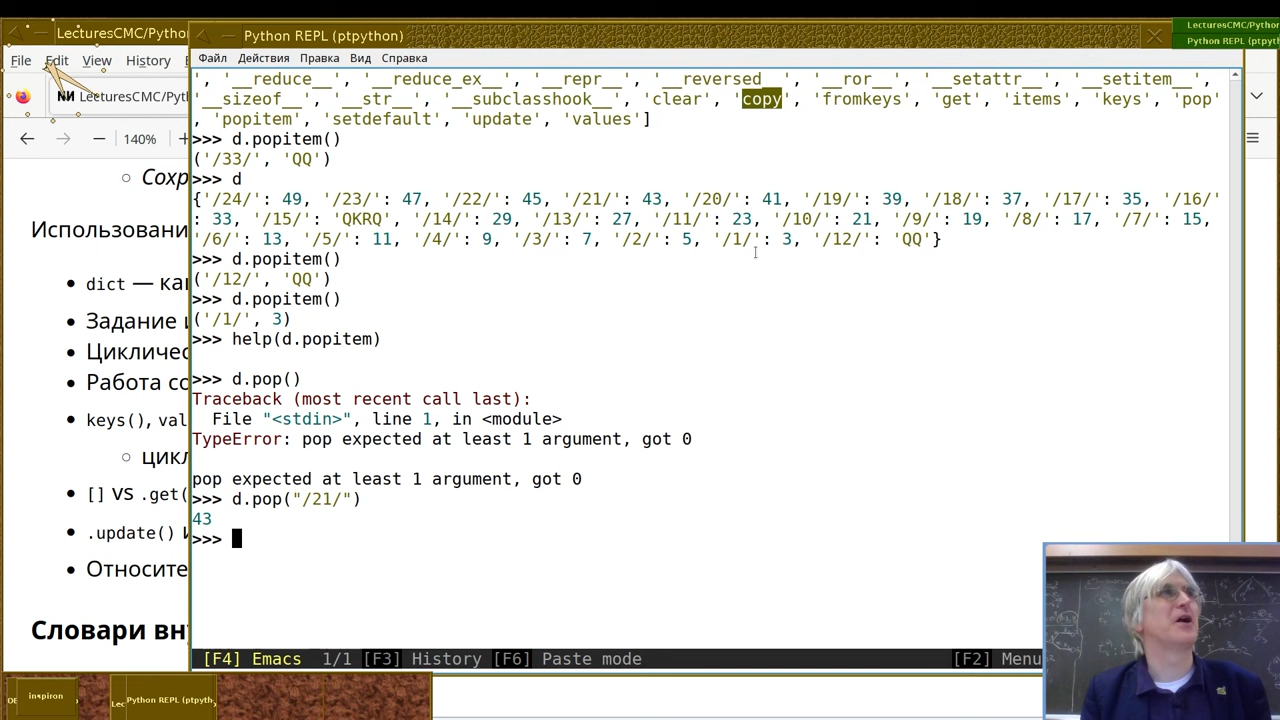 LecturesCMC/Python
Python REPL (ptpython)
LecturesCMC/Pytho
Python REPL (ptpyth
File Edit View History
Файл Действия Правка Вид Справка
LecturesCMC/Pyth
140%
Сохр
Использовани
dict — ка
Задание и
Цикличес
Работа со
keys(), val
цикл
[] vs .get(
.update() и
Относите
Словари вну
', '__reduce__', '__reduce_ex__', '__repr__', '__reversed__', '__ror__', '__setattr__', '__setitem__',
'__sizeof__', '__str__', '__subclasshook__', 'clear', 'copy', 'fromkeys', 'get', 'items', 'keys', 'pop'
, 'popitem', 'setdefault', 'update', 'values']
>>> d.popitem()
('/33/', 'QQ')
>>> d
{'/24/': 49, '/23/': 47, '/22/': 45, '/21/': 43, '/20/': 41, '/19/': 39, '/18/': 37, '/17/': 35, '/16/'
: 33, '/15/': 'QKRQ', '/14/': 29, '/13/': 27, '/11/': 23, '/10/': 21, '/9/': 19, '/8/': 17, '/7/': 15,
'/6/': 13, '/5/': 11, '/4/': 9, '/3/': 7, '/2/': 5, '/1/': 3, '/12/': 'QQ'}
>>> d.popitem()
('/12/', 'QQ')
>>> d.popitem()
('/1/', 3)
>>> help(d.popitem)
>>> d.pop()
Traceback (most recent call last):
File "<stdin>", line 1, in <module>
TypeError: pop expected at least 1 argument, got 0
pop expected at least 1 argument, got 0
>>> d.pop("/21/")
43
>>>
[F4] Emacs 1/1 [F3] History [F6] Paste mode [F2] Menu
inspiron
Python REPL (ptpyth